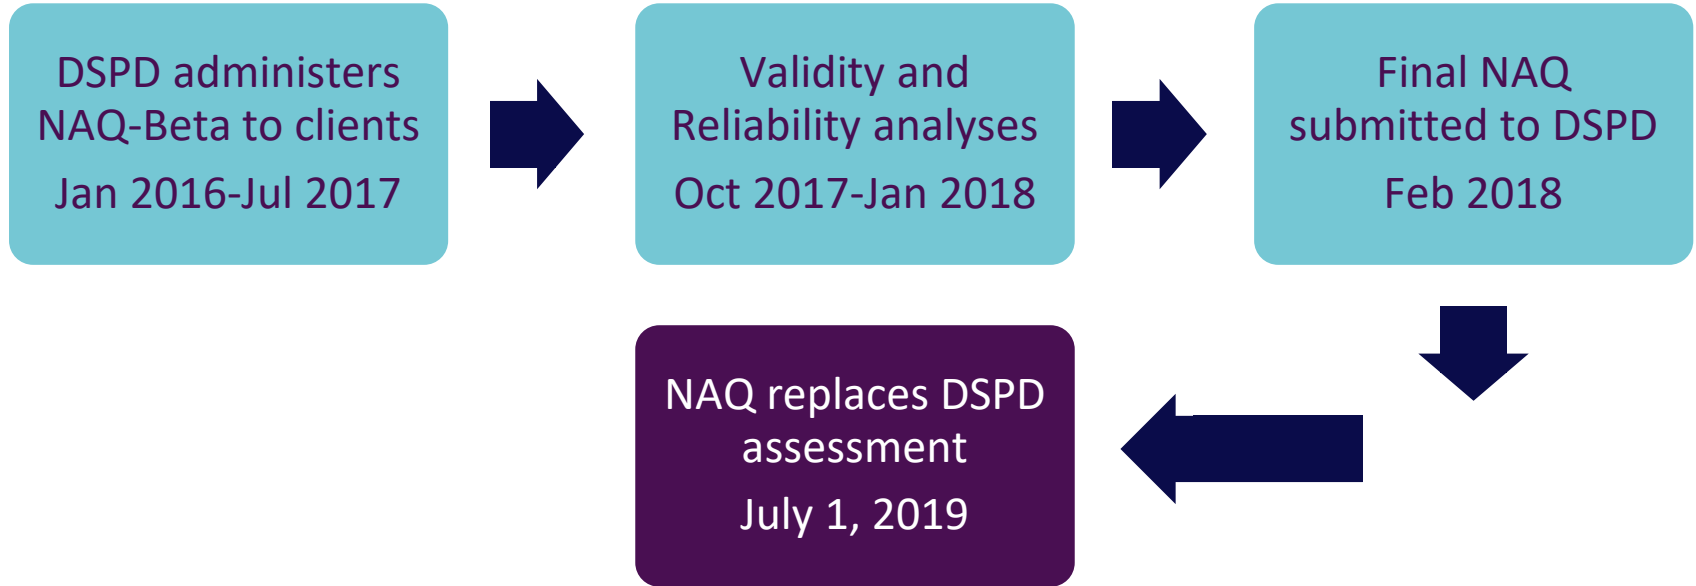 DSPD administers
NAQ-Beta to clients
Jan 2016-Jul 2017
Validity and
Reliability analyses
Oct 2017-Jan 2018
Final NAQ
submitted to DSPD
Feb 2018
NAQ replaces DSPD
assessment
July 1, 2019